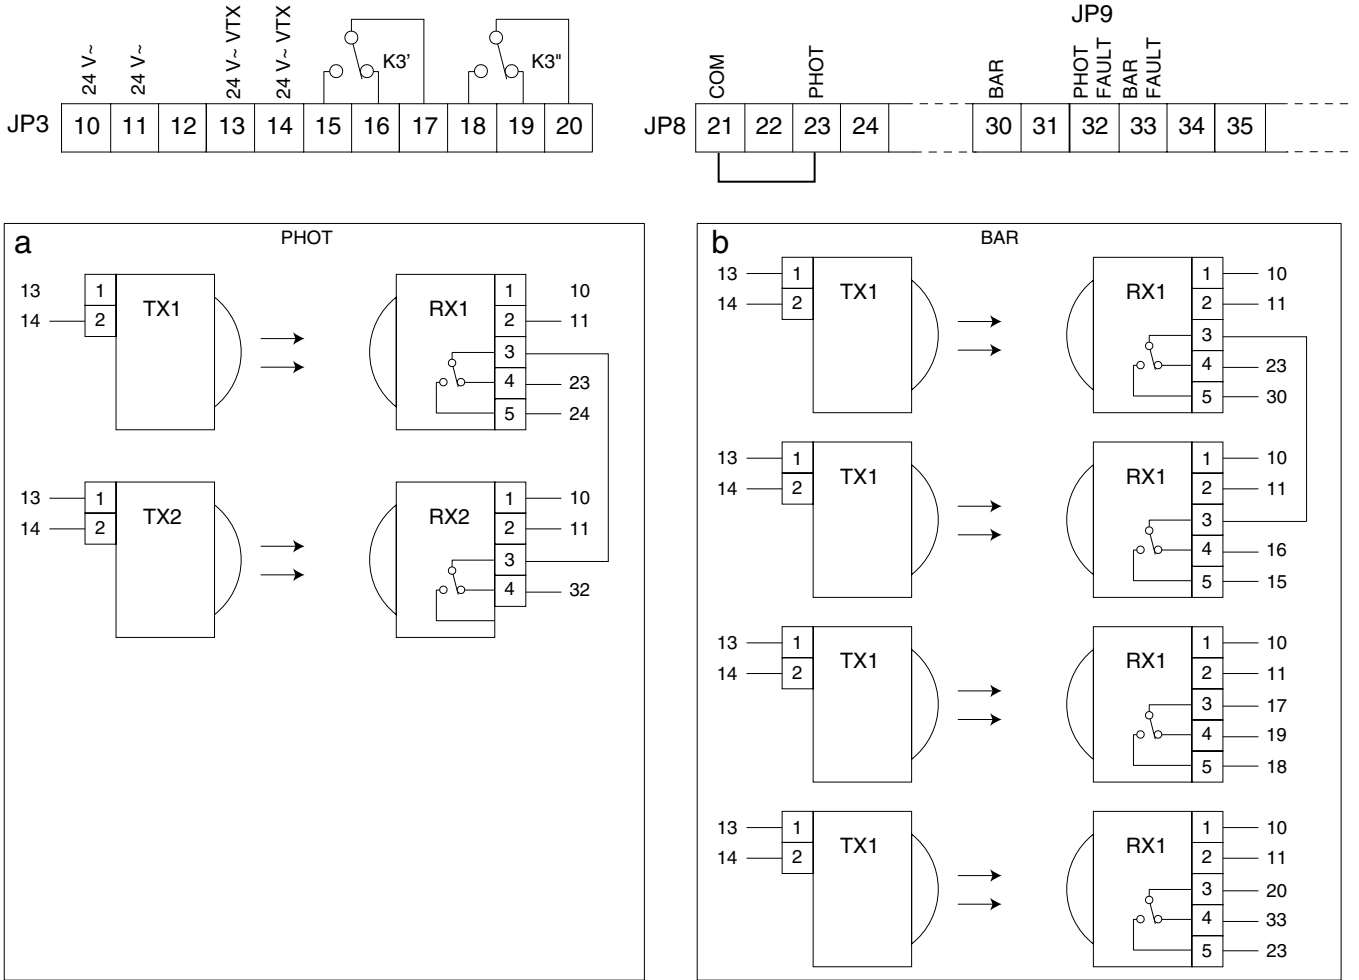 JP9
24 V~ 24 V~ 24 V~ VTX 24 V~ VTX K3' K3" COM PHOT BAR PHOT FAULT BAR FAULT
JP3 10 11 12 13 14 15 16 17 18 19 20
JP8 21 22 23 24 30 31 32 33 34 35
a PHOT
13 1 TX1 RX1 1 10
14 2 2 11
3
4 23
5 24
13 1 TX2 RX2 1 10
14 2 2 11
3
4 32
b BAR
13 1 TX1 RX1 1 10
14 2 2 11
3
4 23
5 30
13 1 TX1 RX1 1 10
14 2 2 11
3
4 16
5 15
13 1 TX1 RX1 1 10
14 2 2 11
3 17
4 19
5 18
13 1 TX1 RX1 1 10
14 2 2 11
3 20
4 33
5 23